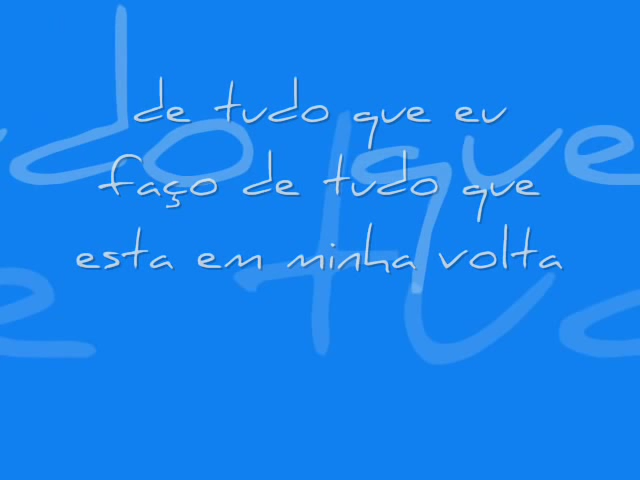 de tudo que eu
faço de tudo que
esta em minha volta